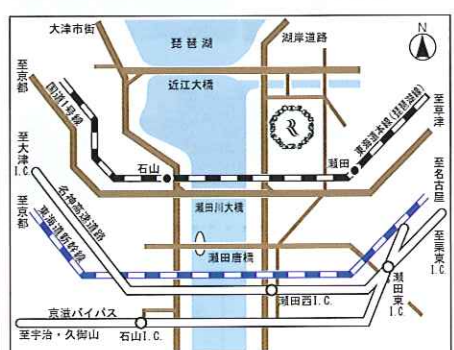 大津市街
琵琶湖
湖岸道路
N
至京都
国道1号線
近江大橋
R
東海道本線(琵琶湖線)
至草津
至大津I.C.
石山
瀬田
至名古屋
至京都
名神高速道路
東海道新幹線
瀬田川大橋
至栗東I.C.
瀬田唐橋
瀬田東I.C.
瀬田西I.C.
京滋バイパス
至宇治・久御山
石山I.C.